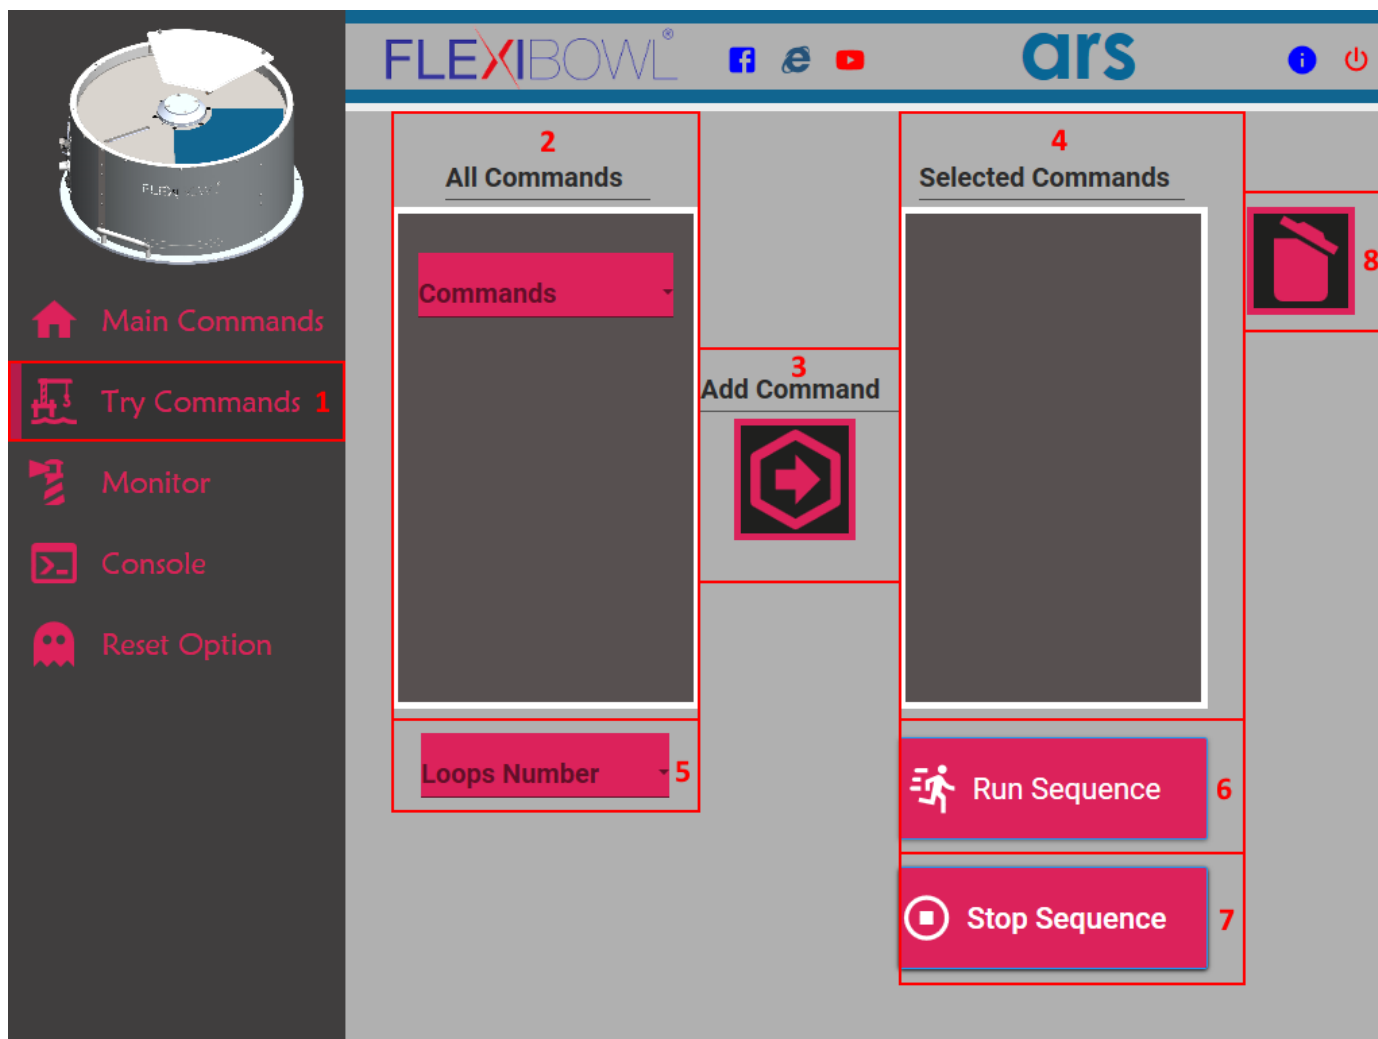 FLEXIBOWL®
ars
2
All Commands
Commands
3
Add Command
4
Selected Commands
8
Main Commands
Try Commands 1
Monitor
Console
Reset Option
Loops Number 5
Run Sequence 6
Stop Sequence 7